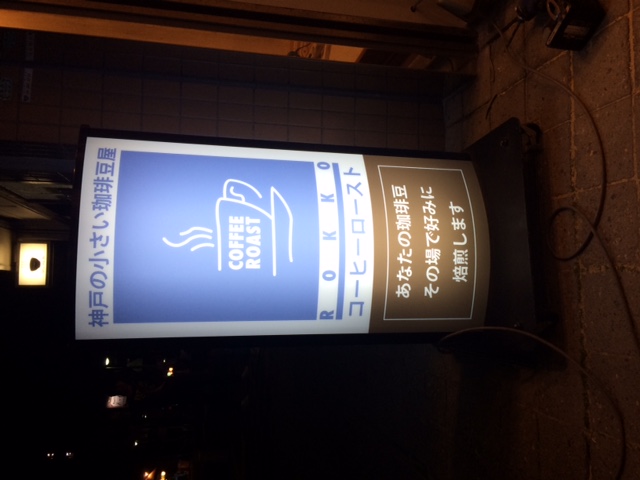 神戸の小さい珈琲豆屋
COFFEE
ROAST
ROKKO
コーヒーロースト
あなたの珈琲豆
その場で好みに
焙煎します